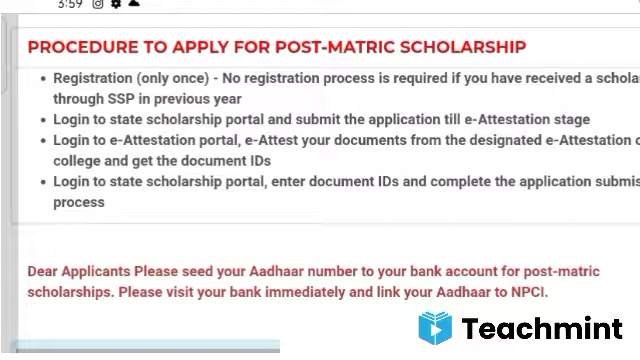 3:59
PROCEDURE TO APPLY FOR POST-MATRIC SCHOLARSHIP
• Registration (only once) - No registration process is required if you have received a
through SSP in previous year
• Login to state scholarship portal and submit the application till e-Attestation stage
• Login to e-Attestation portal, e-Attest your documents from the designated e-Attestation
college and get the document IDs
• Login to state scholarship portal, enter document IDs and complete the application
process
Dear Applicants Please seed your Aadhaar number to your bank account for post-matric
scholarships. Please visit your bank immediately and link your Aadhaar to NPCI.
Teachmint